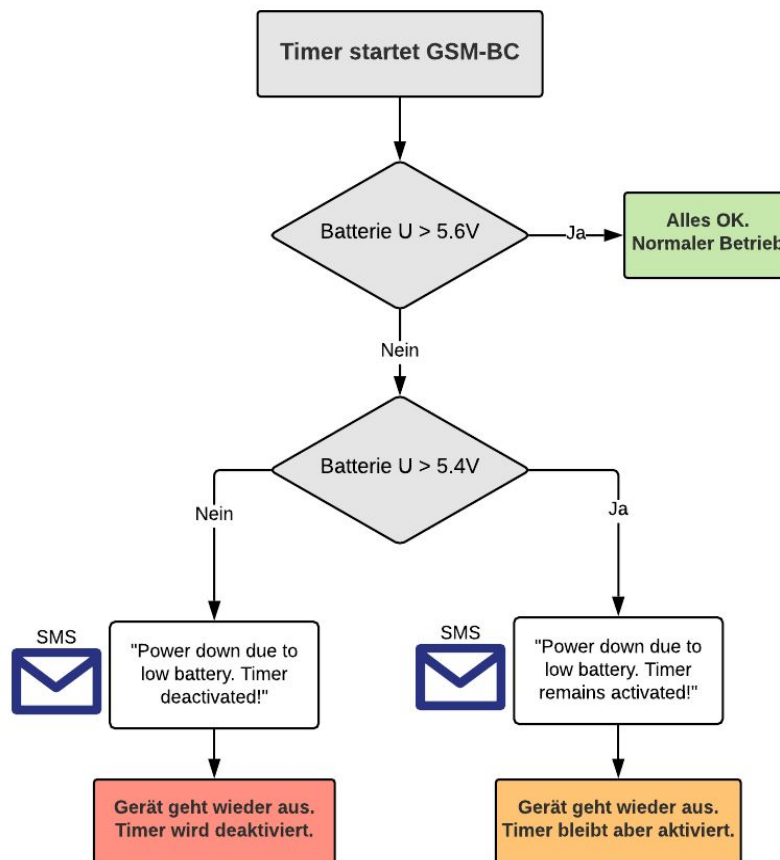 Timer startet GSM-BC
Batterie U > 5.6V
Ja
Alles OK.
Normaler Betrieb
Nein
Batterie U > 5.4V
Nein
Ja
SMS
"Power down due to
low battery. Timer
deactivated!"
SMS
"Power down due to
low battery. Timer
remains activated!"
Gerät geht wieder aus.
Timer wird deaktiviert.
Gerät geht wieder aus.
Timer bleibt aber aktiviert.